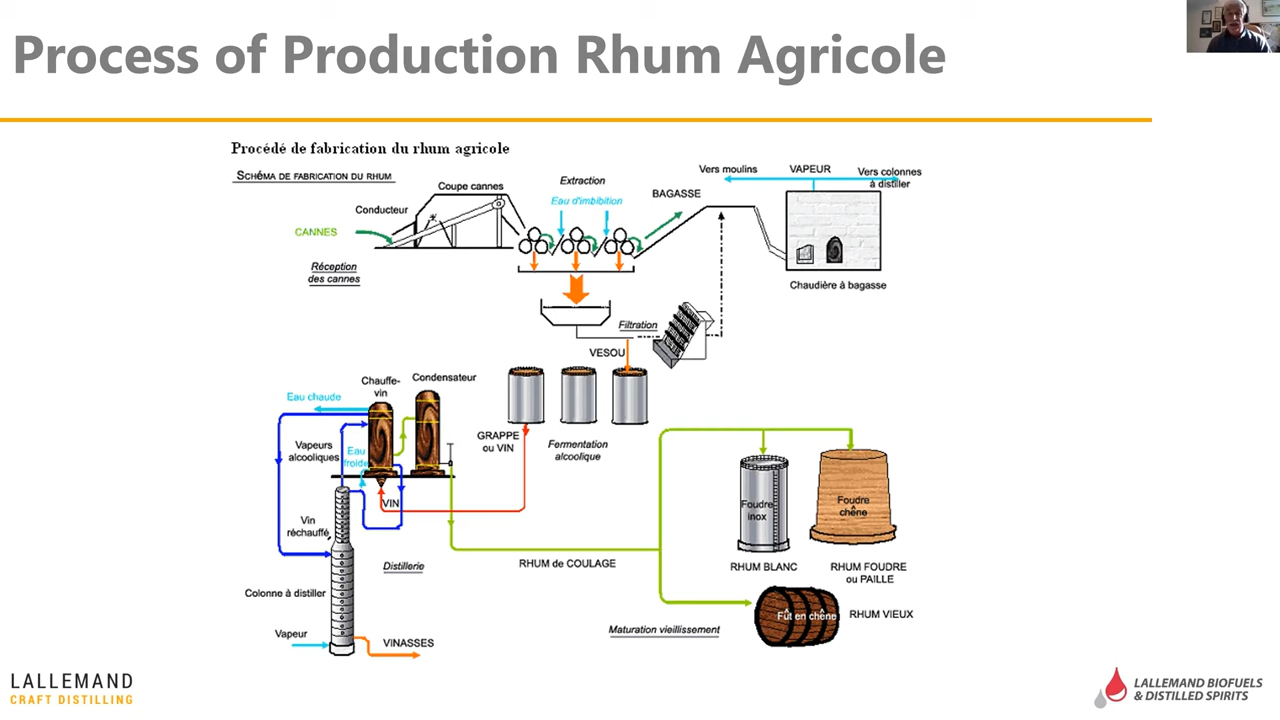 Process of Production Rhum Agricole
Procédé de fabrication du rhum agricole
SCHÉMA DE FABRICATION DU RHUM
Coupe cannes
Conducteur
CANNES
Réception
des cannes
Extraction
Eau d'imbibition
BAGASSE
Vers moulins
VAPEUR
Vers colonnes
à distiller
Chaudière à bagasse
Filtration
VESOU
Chauffe-
vin
Condensateur
Eau chaude
Vapeurs
alcooliques
Eau
froide
GRAPPE
ou VIN
Fermentation
alcoolique
VIN
Vin
réchauffé
Distillerie
RHUM de COULAGE
Foudre
inox
Foudre
chêne
RHUM BLANC
RHUM FOUDRE
ou PAILLE
Colonne à distiller
Fût en chêne
RHUM VIEUX
Maturation vieillissement
Vapeur
VINASSES
LALLEMAND
CRAFT DISTILLING
LALLEMAND BIOFUELS
& DISTILLED SPIRITS